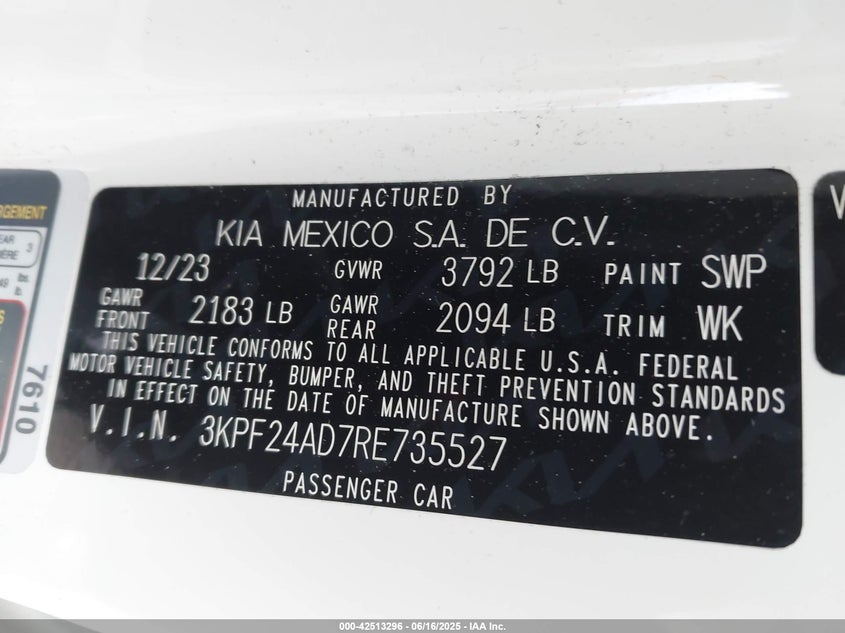 MANUFACTURED BY
KIA MEXICO S.A. DE C.V.
12/23 GVWR 3792 LB PAINT SWP
GAWR FRONT 2183 LB GAWR REAR 2094 LB TRIM WK
THIS VEHICLE CONFORMS TO ALL APPLICABLE U.S.A. FEDERAL
MOTOR VEHICLE SAFETY, BUMPER, AND THEFT PREVENTION STANDARDS
IN EFFECT ON THE DATE OF MANUFACTURE SHOWN ABOVE.
V.I.N. 3KPF24AD7RE735527
PASSENGER CAR
7610
3
lbs.
lb.
V
000-42513296 - 06/16/2025 - IAA Inc.